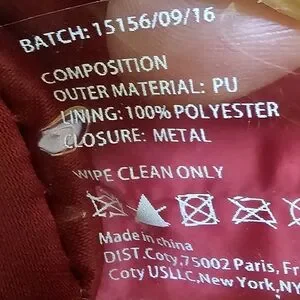 BATCH: 15156/09/16
COMPOSITION
OUTER MATERIAL: PU
LINING: 100% POLYESTER
CLOSURE: METAL
WIPE CLEAN ONLY
Made in china
DIST. Coty, 75002 Paris, Fr
Coty USLLC, New York, NY